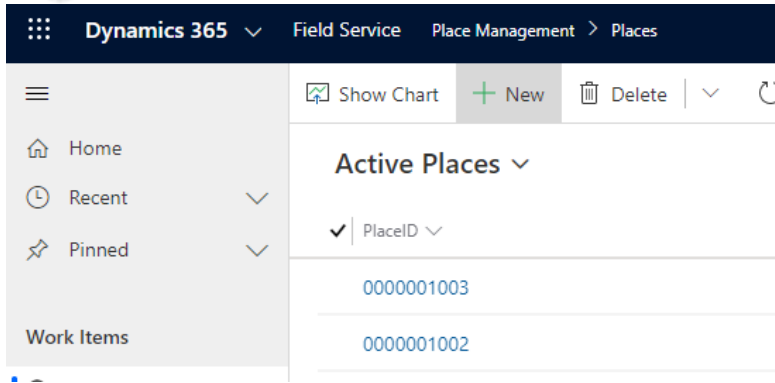 Dynamics 365 Field Service Place Management > Places
Show Chart New Delete
Home
Active Places
Recent
PlaceID
Pinned
0000001003
Work Items
0000001002